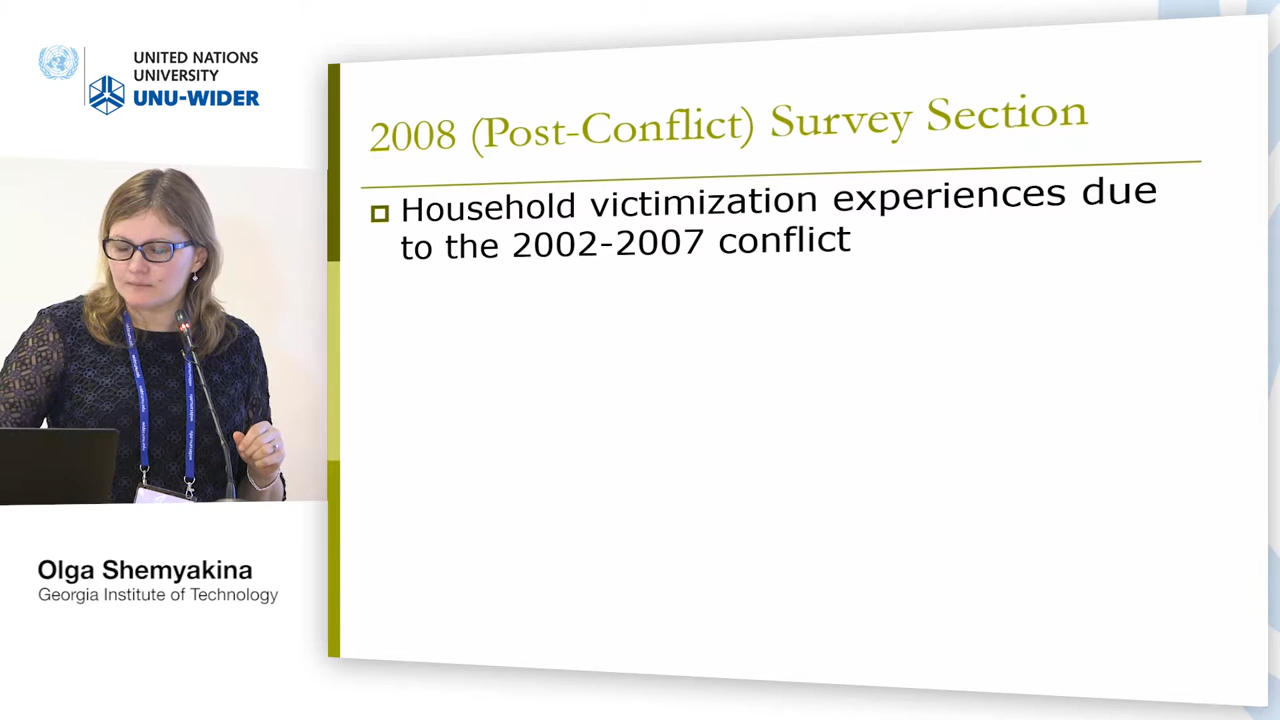 UNITED NATIONS
UNIVERSITY
UNU-WIDER
2008 (Post-Conflict) Survey Section
Household victimization experiences due
to the 2002-2007 conflict
Olga Shemyakina
Georgia Institute of Technology